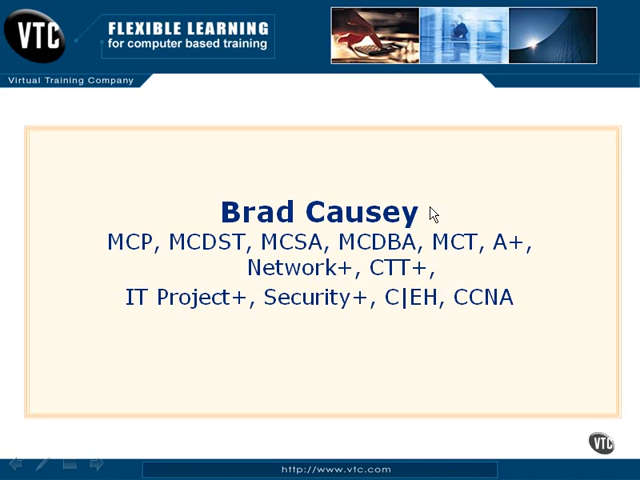 VTC
FLEXIBLE LEARNING
for computer based training
Virtual Training Company
Brad Causey
MCP, MCDST, MCSA, MCDBA, MCT, A+,
Network+, CTT+,
IT Project+, Security+, C|EH, CCNA
VTC
http://www.vtc.com